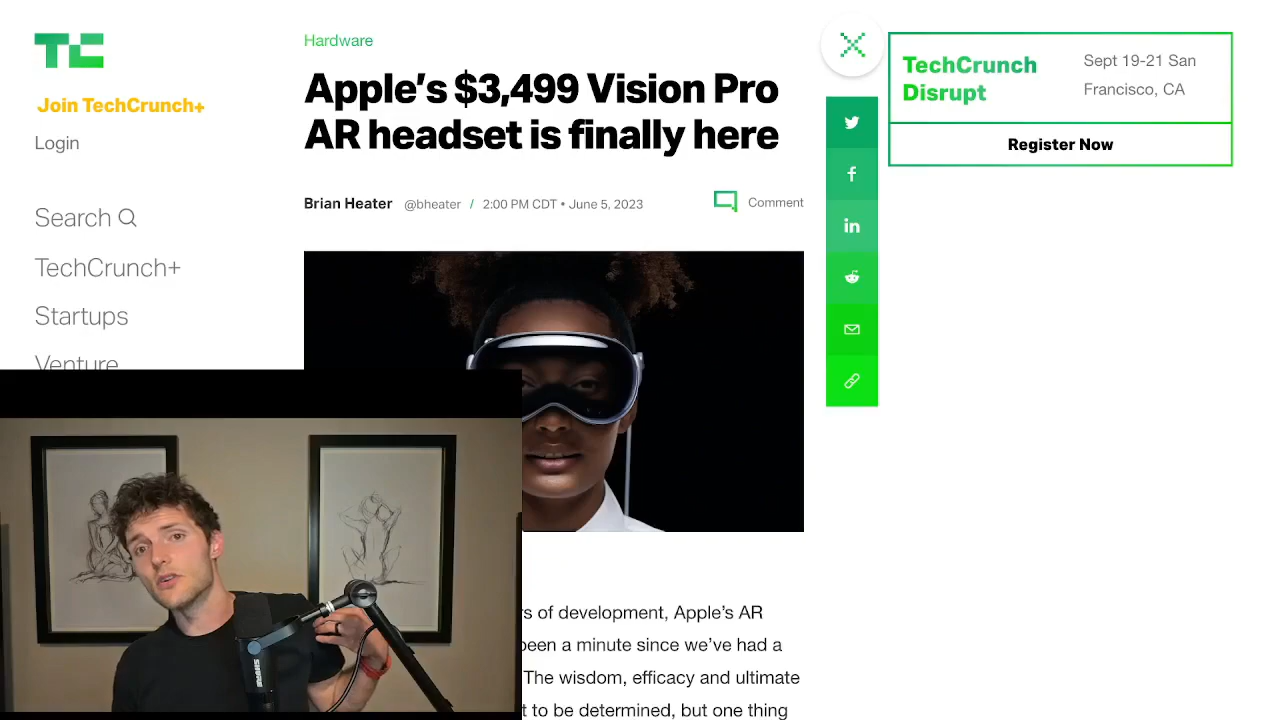 TC
Join TechCrunch+
Login
Search
TechCrunch+
Startups
Venture
Hardware
Apple’s $3,499 Vision Pro
AR headset is finally here
Brian Heater @bheater / 2:00 PM CDT • June 5, 2023
Comment
of development, Apple’s AR
been a minute since we’ve had a
The wisdom, efficacy and ultimate
to be determined, but one thing
TechCrunch
Disrupt
Sept 19-21 San
Francisco, CA
Register Now
SHURE